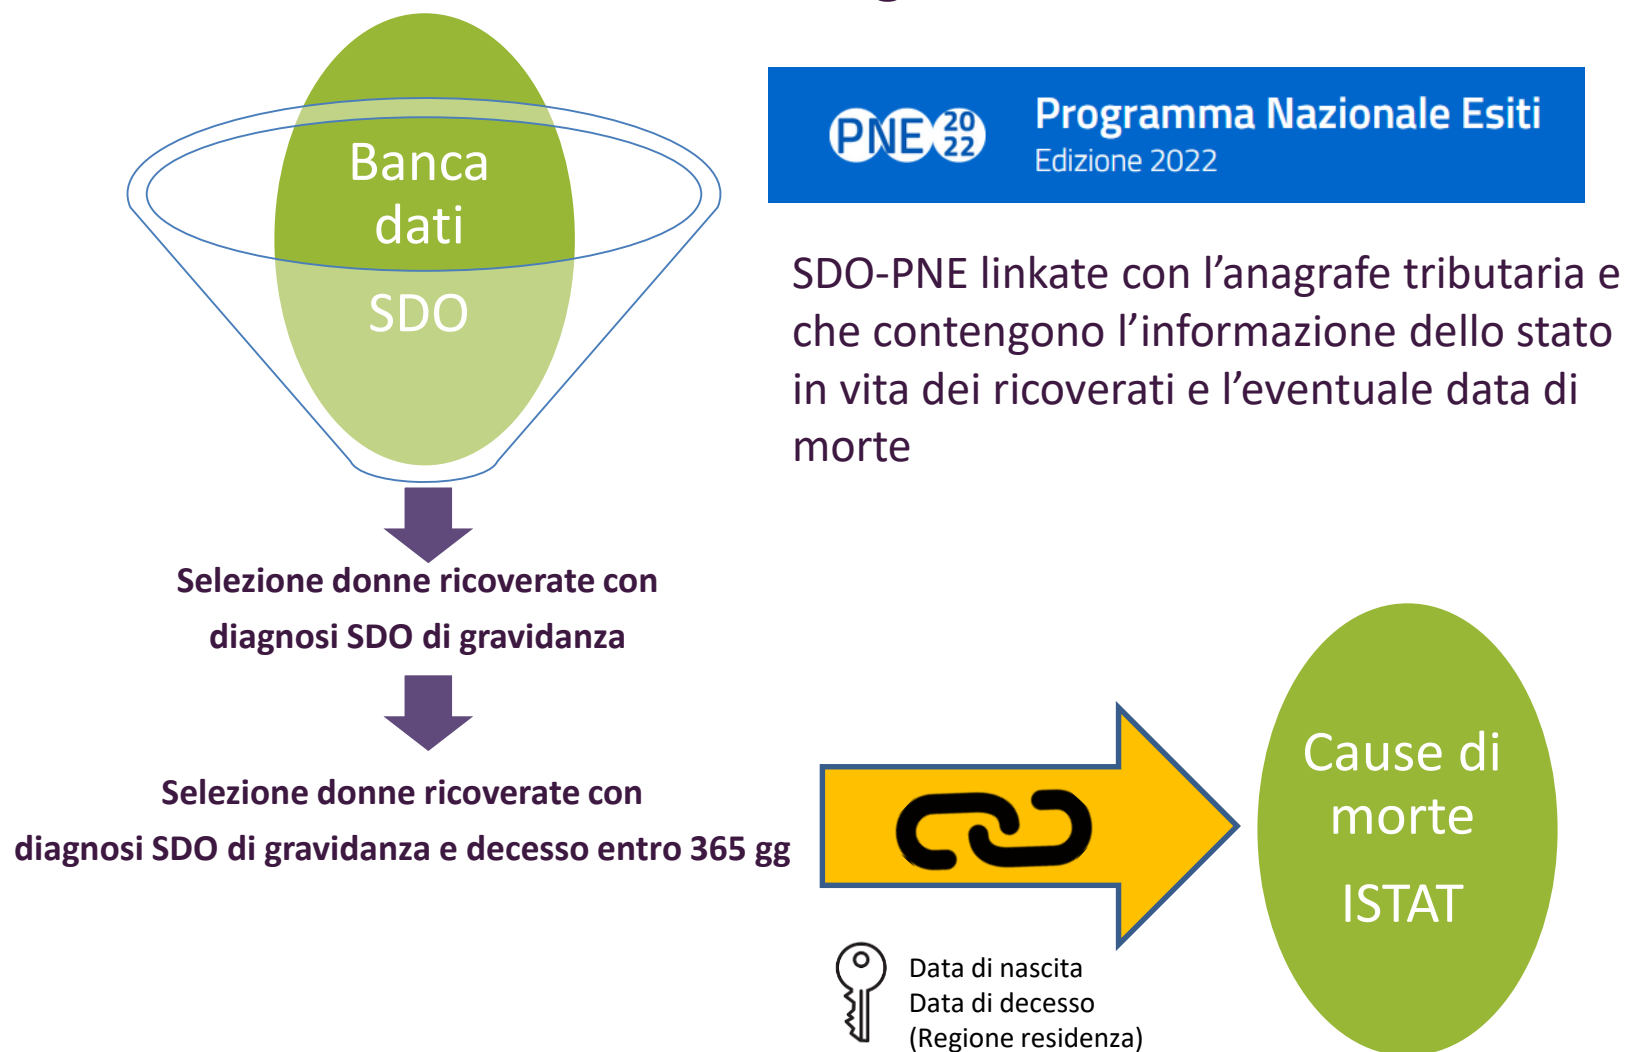 Banca
dati
SDO
PNE 20
22
Programma Nazionale Esiti
Edizione 2022
SDO-PNE linkate con l’anagrafe tributaria e
che contengono l’informazione dello stato
in vita dei ricoverati e l’eventuale data di
morte
Selezione donne ricoverate con
diagnosi SDO di gravidanza
Selezione donne ricoverate con
diagnosi SDO di gravidanza e decesso entro 365 gg
Cause di
morte
ISTAT
Data di nascita
Data di decesso
(Regione residenza)